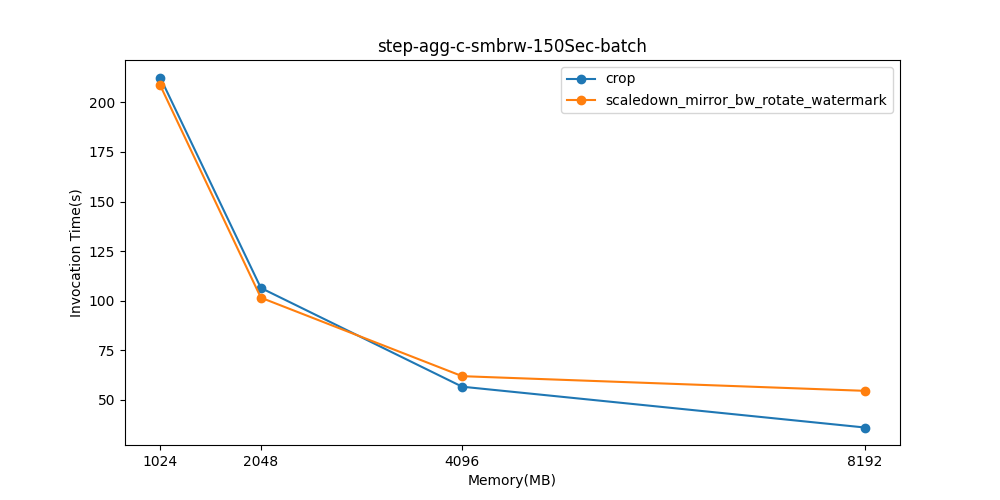 step-agg-c-smbrw-150Sec-batch
crop
scaledown_mirror_bw_rotate_watermark
200
175
150
125
100
75
50
Invocation Time(s)
1024
2048
4096
8192
Memory(MB)